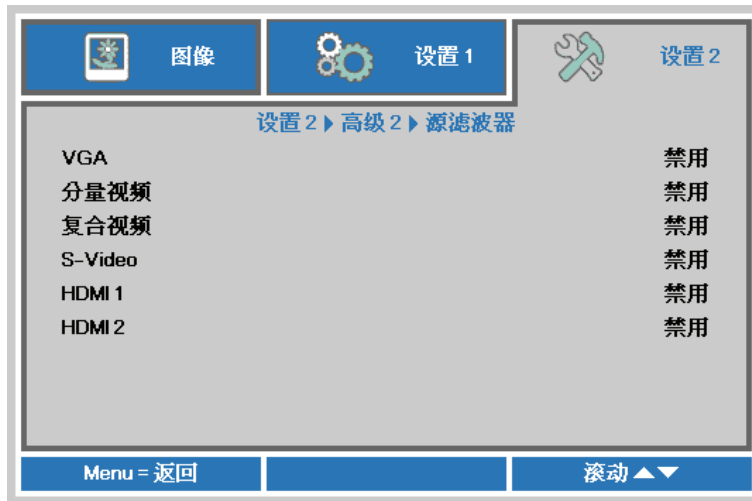 图像 设置 1 设置 2
设置 2 ▶ 高级 2 ▶ 源滤波器
VGA 禁用
分量视频 禁用
复合视频 禁用
S-Video 禁用
HDMI 1 禁用
HDMI 2 禁用
Menu = 返回 滚动 ▲▼